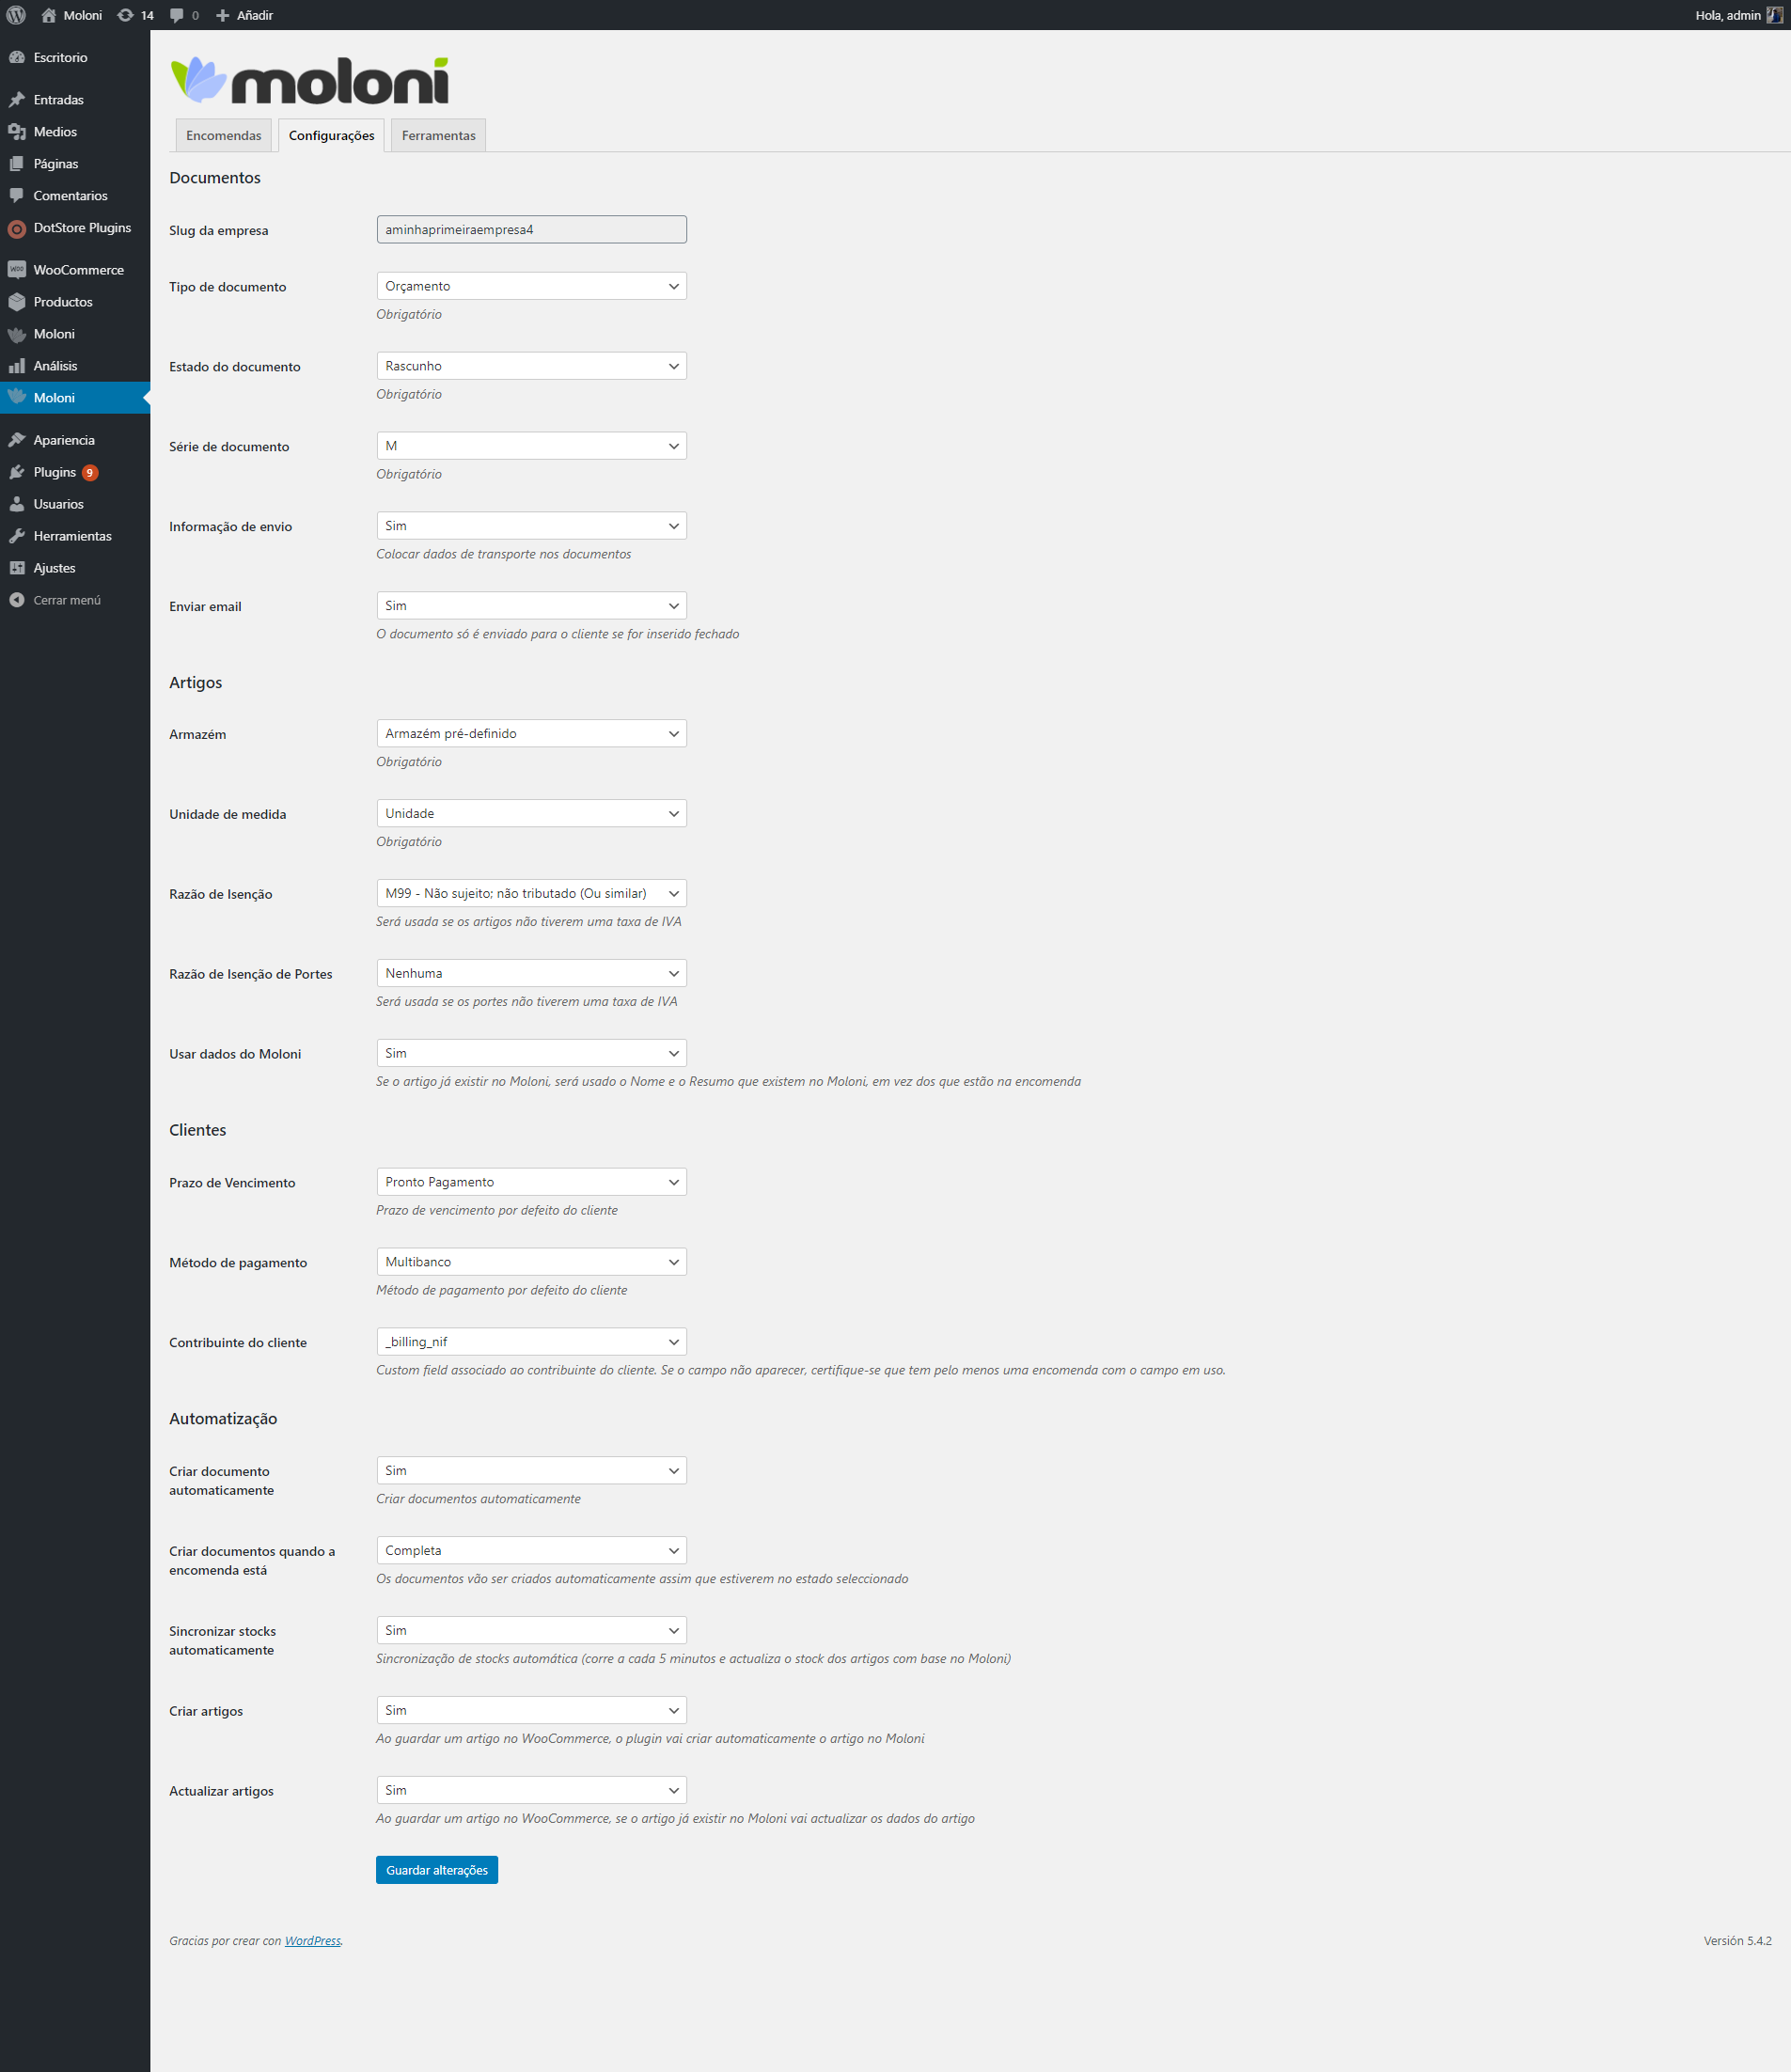 Moloni 14 0 Añadir Hola, admin
Escritorio
Entradas
Medios
Páginas
Comentarios
DotStore Plugins
WooCommerce
Productos
Moloni
Análisis
Moloni
Apariencia
Plugins 9
Usuarios
Herramientas
Ajustes
Cerrar menú
moloni
Encomendas Configurações Ferramentas
Documentos
Slug da empresa aminhaprimeiraempresa4
Tipo de documento Orçamento
Obrigatório
Estado do documento Rascunho
Obrigatório
Série de documento M
Obrigatório
Informação de envio Sim
Colocar dados de transporte nos documentos
Enviar email Sim
O documento só é enviado para o cliente se for inserido fechado
Artigos
Armazém Armazém pré-definido
Obrigatório
Unidade de medida Unidade
Obrigatório
Razão de Isenção M99 - Não sujeito; não tributado (Ou similar)
Será usada se os artigos não tiverem uma taxa de IVA
Razão de Isenção de Portes Nenhuma
Será usada se os portes não tiverem uma taxa de IVA
Usar dados do Moloni Sim
Se o artigo já existir no Moloni, será usado o Nome e o Resumo que existem no Moloni, em vez dos que estão na encomenda
Clientes
Prazo de Vencimento Pronto Pagamento
Prazo de vencimento por defeito do cliente
Método de pagamento Multibanco
Método de pagamento por defeito do cliente
Contribuinte do cliente _billing_nif
Custom field associado ao contribuinte do cliente. Se o campo não aparecer, certifique-se que tem pelo menos uma encomenda com o campo em uso.
Automatização
Criar documento
automaticamente
Sim
Criar documentos automaticamente
Criar documentos quando a
encomenda está
Completa
Os documentos vão ser criados automaticamente assim que estiverem no estado seleccionado
Sincronizar stocks
automaticamente
Sim
Sincronização de stocks automática (corre a cada 5 minutos e actualiza o stock dos artigos com base no Moloni)
Criar artigos Sim
Ao guardar um artigo no WooCommerce, o plugin vai criar automaticamente o artigo no Moloni
Actualizar artigos Sim
Ao guardar um artigo no WooCommerce, se o artigo já existir no Moloni vai actualizar os dados do artigo
Guardar alterações
Gracias por crear con WordPress. Versión 5.4.2